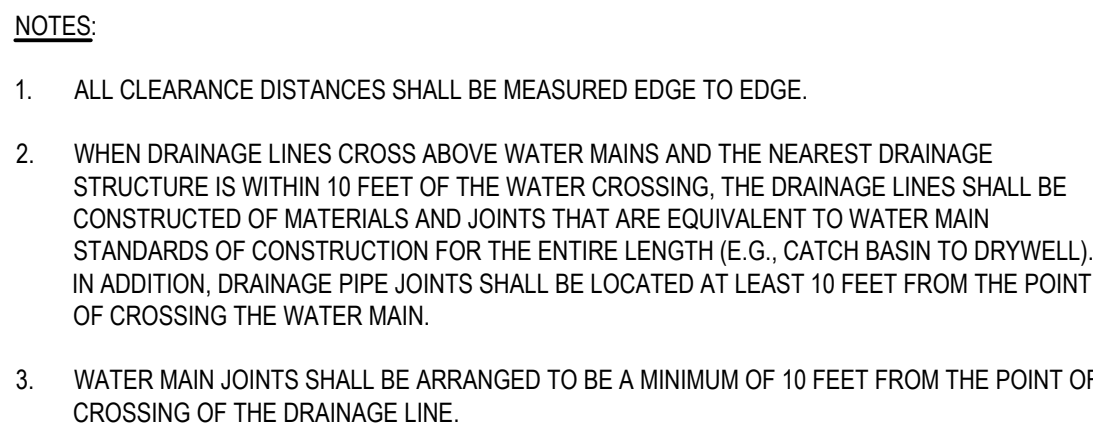 NOTES:
1. ALL CLEARANCE DISTANCES SHALL BE MEASURED EDGE TO EDGE.
2. WHEN DRAINAGE LINES CROSS ABOVE WATER MAINS AND THE NEAREST DRAINAGE
STRUCTURE IS WITHIN 10 FEET OF THE WATER CROSSING, THE DRAINAGE LINES SHALL BE
CONSTRUCTED OF MATERIALS AND JOINTS THAT ARE EQUIVALENT TO WATER MAIN
STANDARDS OF CONSTRUCTION FOR THE ENTIRE LENGTH (E.G., CATCH BASIN TO DRYWELL).
IN ADDITION, DRAINAGE PIPE JOINTS SHALL BE LOCATED AT LEAST 10 FEET FROM THE POINT
OF CROSSING THE WATER MAIN.
3. WATER MAIN JOINTS SHALL BE ARRANGED TO BE A MINIMUM OF 10 FEET FROM THE POINT OF
CROSSING OF THE DRAINAGE LINE.